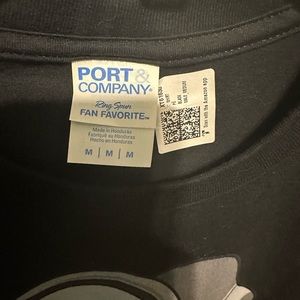 PORT &
COMPANY®
Ring Spun
FAN FAVORITE™
Made in Honduras
Fabriqué au Honduras
Hecho en Honduras
M M M
Scan with the Amazon app